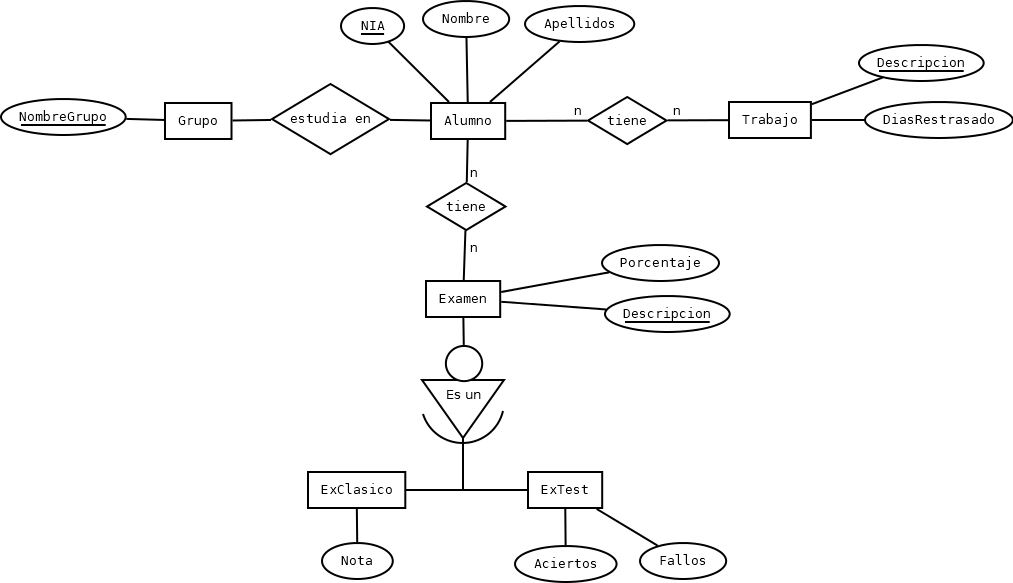 NIA
Nombre
Apellidos
Descripcion
NombreGrupo
Grupo
estudia en
Alumno
n
tiene
n
Trabajo
DiasRestrasado
n
tiene
n
Porcentaje
Examen
Descripcion
Es un
ExClasico
ExTest
Nota
Aciertos
Fallos